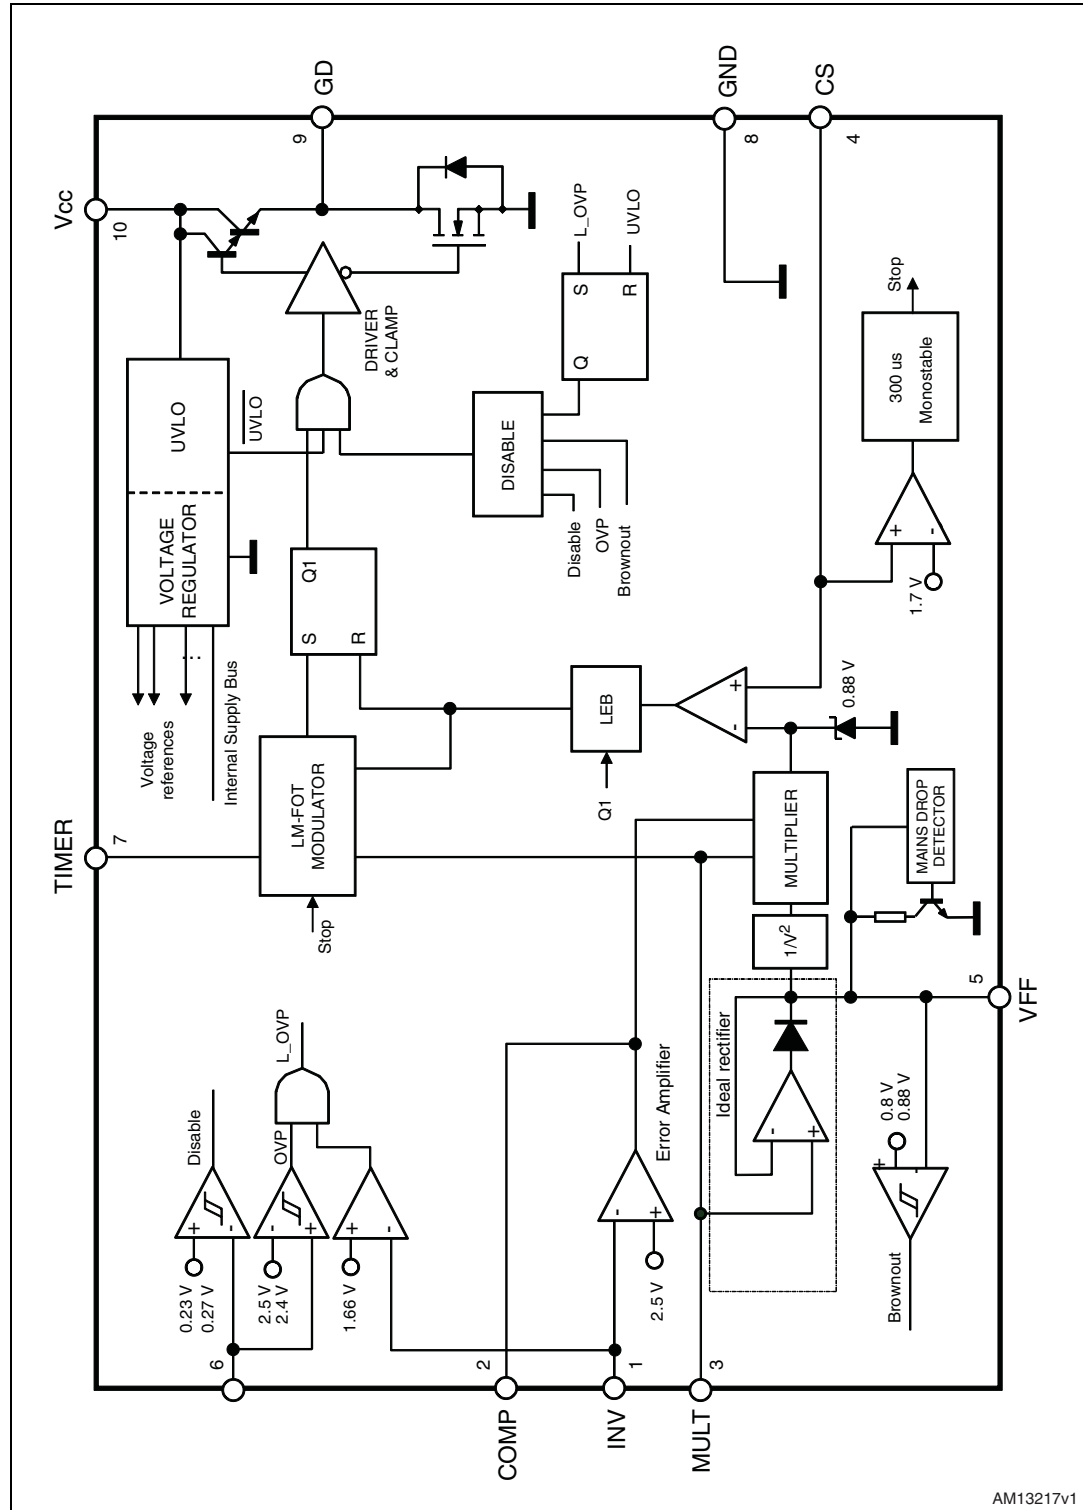 Vcc
10
GD
9
GND
8
CS
4
TIMER
7
VFF
5
6
COMP
2
INV
1
MULT
3
VOLTAGE
REGULATOR
UVLO
UVLO
Voltage
references
...
Internal Supply Bus
DRIVER
& CLAMP
S
R
Q1
S
R
Q
L_OVP
UVLO
DISABLE
Disable
OVP
Brownout
LM-FOT
MODULATOR
Stop
LEB
Q1
-
+
0.88 V
300 us
Monostable
Stop
+
-
1.7 V
MULTIPLIER
1/V²
MAINS DROP
DETECTOR
Ideal rectifier
-
+
0.8 V
0.88 V
+
-
Brownout
Error Amplifier
-
+
2.5 V
Disable
+
-
0.23 V
0.27 V
OVP
L_OVP
-
+
2.5 V
2.4 V
+
-
1.66 V
AM13217v1